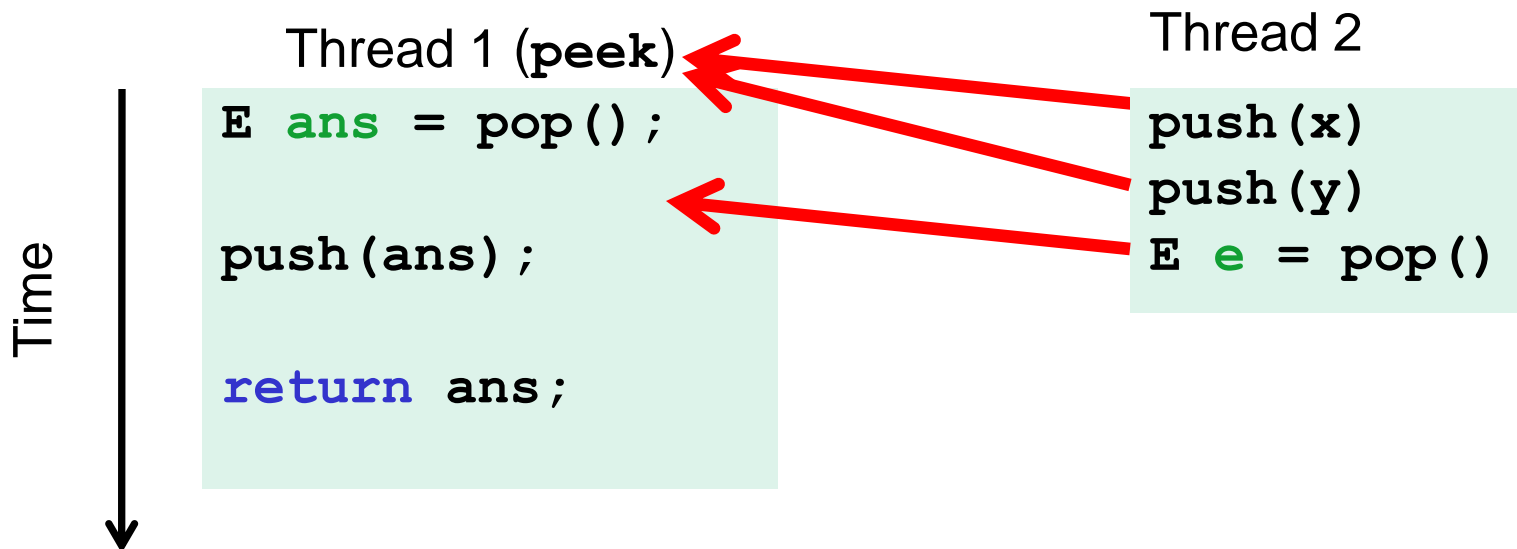 Thread 1 (peek)
Thread 2
Time
E ans = pop();
push(ans);
return ans;
push(x)
push(y)
E e = pop()